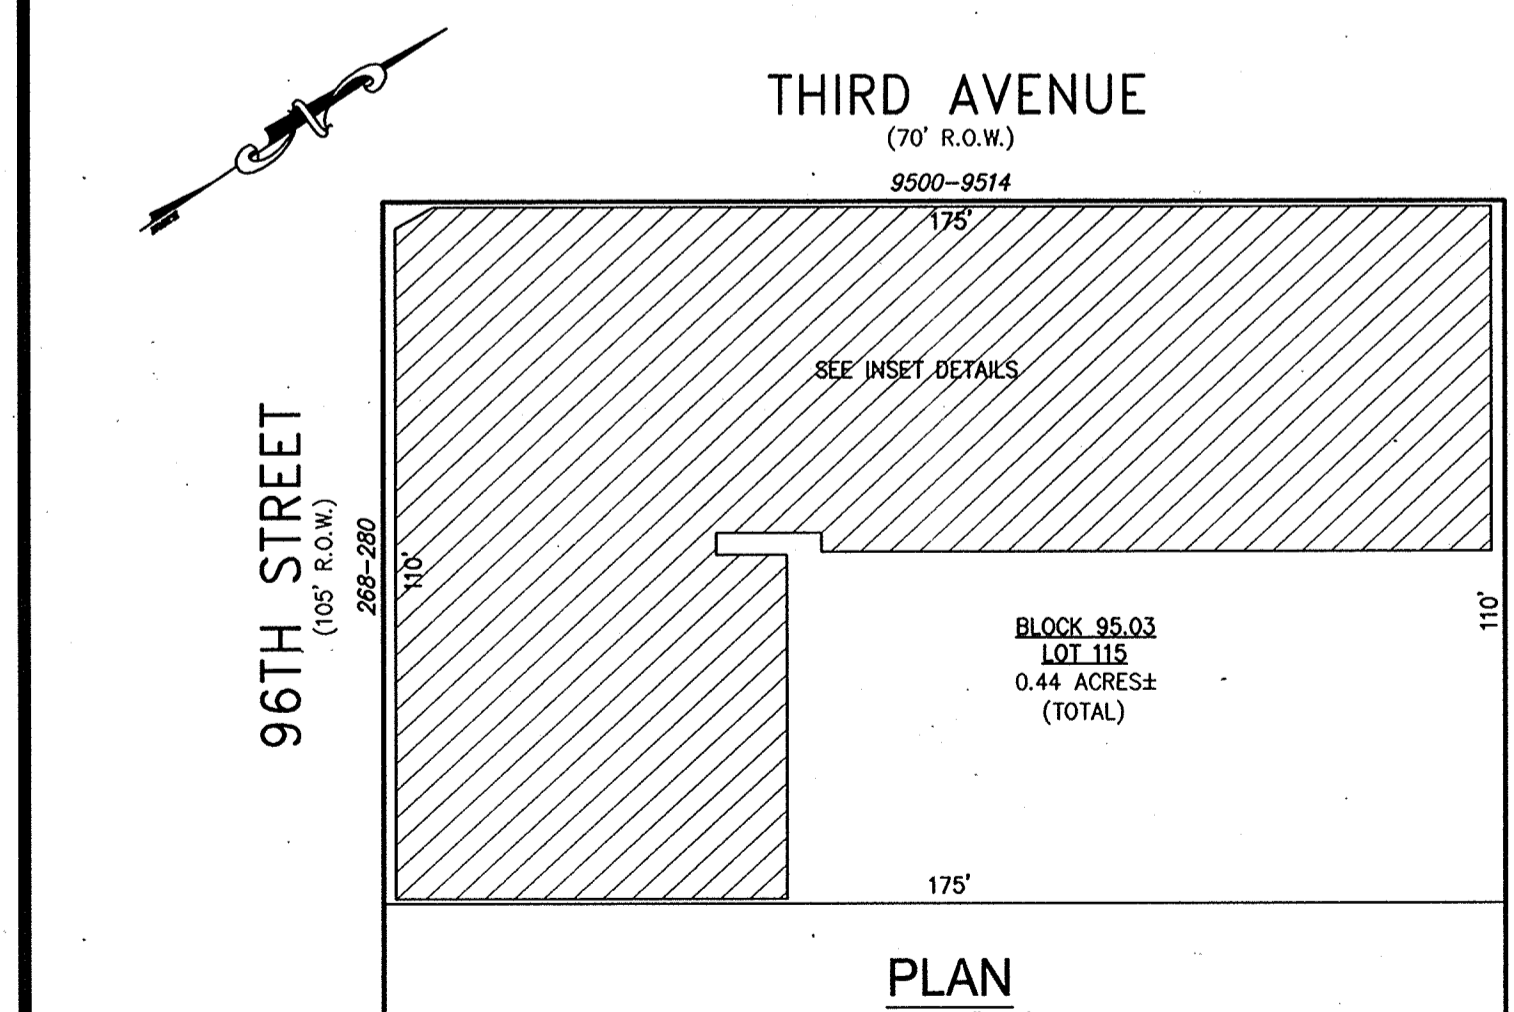 THIRD AVENUE
(70' R.O.W.)
9500-9514
175'
SEE INSET DETAILS
96TH STREET
(105' R.O.W.)
268-280
110'
110'
BLOCK 95.03
LOT 115
0.44 ACRES±
(TOTAL)
175'
PLAN